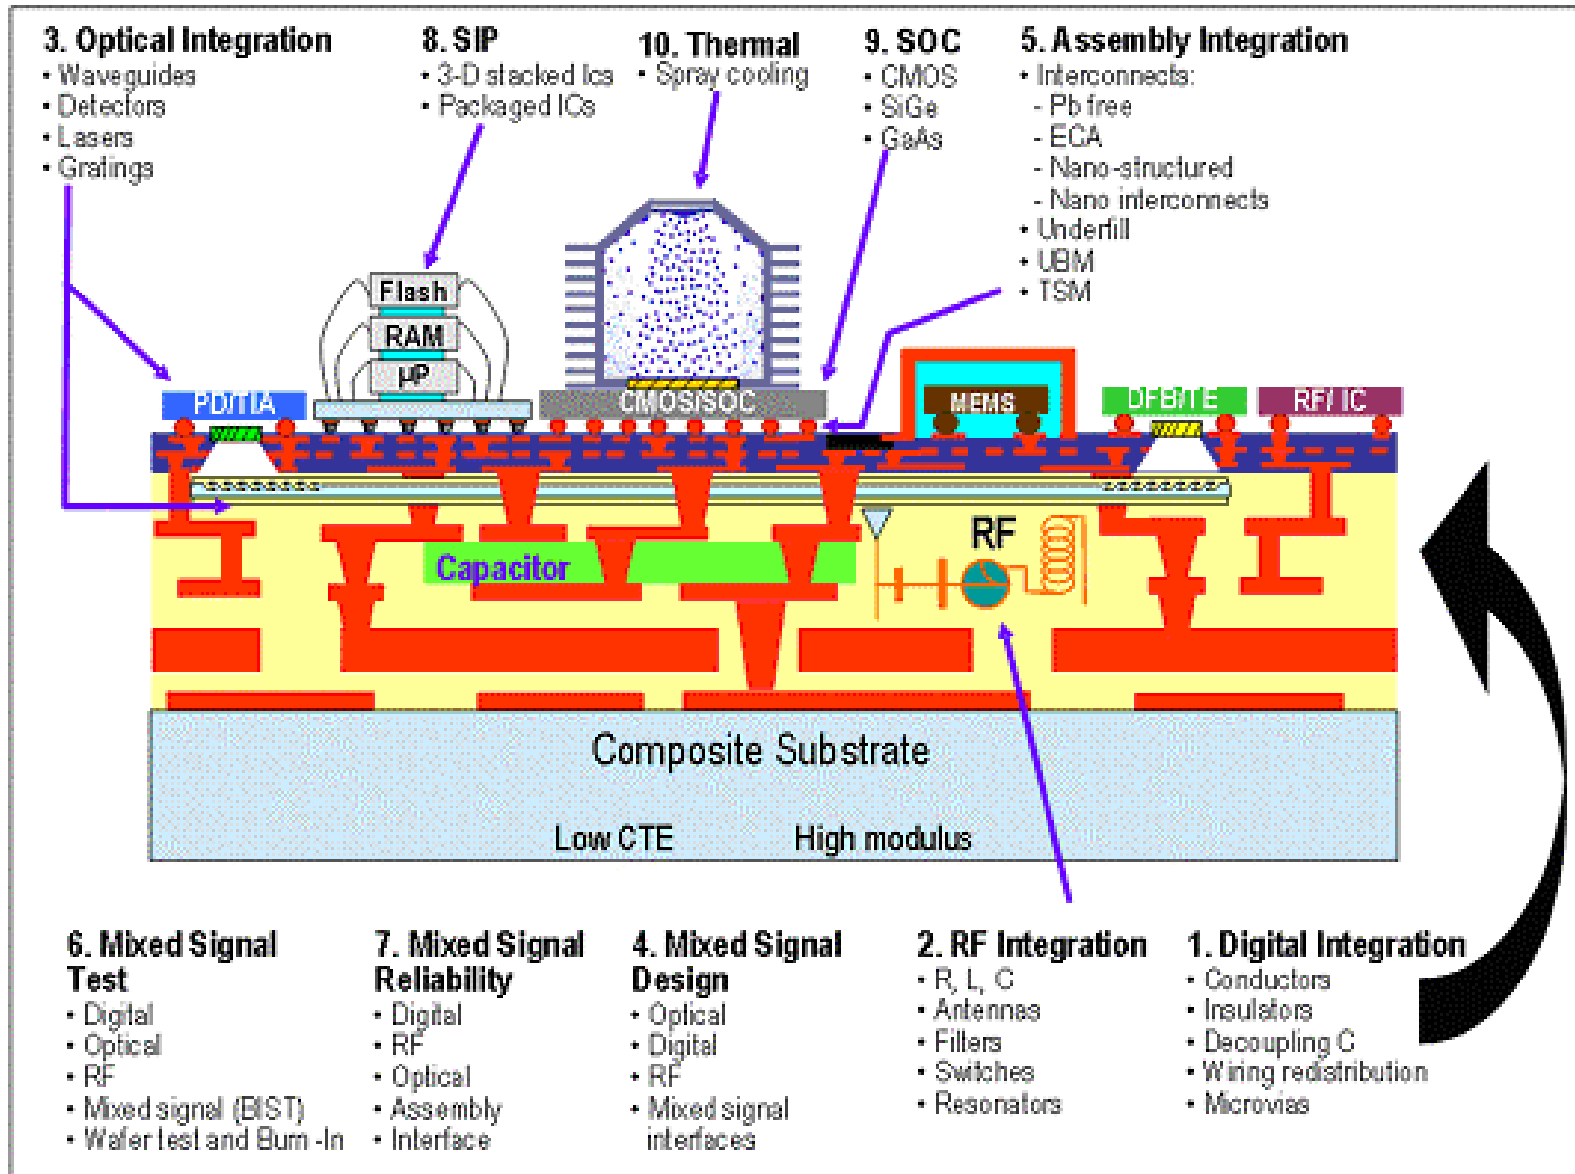 3. Optical Integration
• Waveguides
• Detectors
• Lasers
• Gratings
8. SIP
• 3-D stacked Ics
• Packaged ICs
10. Thermal
• Spray cooling
9. SOC
• CMOS
• SiGe
• GaAs
5. Assembly Integration
• Interconnects:
- Pb free
- ECA
- Nano-structured
- Nano interconnects
• Underfill
• UBM
• TSM
Flash
RAM
µP
PD/TIA
CMOS/SOC
MEMS
DFB/TE
RF/ IC
RF
Capacitor
Composite Substrate
Low CTE
High modulus
6. Mixed Signal
Test
• Digital
• Optical
• RF
• Mixed signal (BIST)
• Wafer test and Burn -In
7. Mixed Signal
Reliability
• Digital
• RF
• Optical
• Assembly
• Interface
4. Mixed Signal
Design
• Optical
• Digital
• RF
• Mixed signal
interfaces
2. RF Integration
• R, L, C
• Antennas
• Filters
• Switches
• Resonators
1. Digital Integration
• Conductors
• Insulators
• Decoupling C
• Wiring redistribution
• Microvias